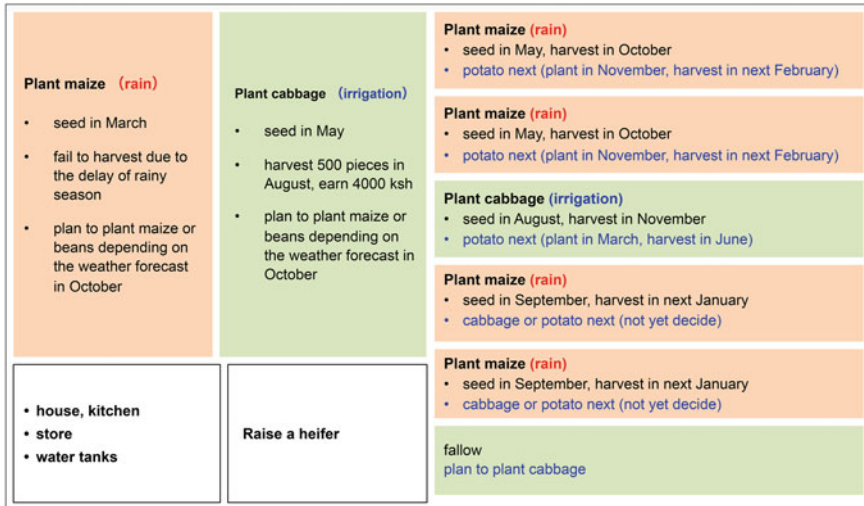 Plant maize (rain)
• seed in March
• fail to harvest due to
the delay of rainy
season
• plan to plant maize or
beans depending on
the weather forecast
in October
Plant cabbage (irrigation)
• seed in May
• harvest 500 pieces in
August, earn 4000 ksh
• plan to plant maize or
beans depending on
the weather forecast in
October
Plant maize (rain)
• seed in May, harvest in October
• potato next (plant in November, harvest in next February)
Plant maize (rain)
• seed in May, harvest in October
• potato next (plant in November, harvest in next February)
Plant cabbage (irrigation)
• seed in August, harvest in November
• potato next (plant in March, harvest in June)
Plant maize (rain)
• seed in September, harvest in next January
• cabbage or potato next (not yet decide)
Plant maize (rain)
• seed in September, harvest in next January
• cabbage or potato next (not yet decide)
fallow
plan to plant cabbage
• house, kitchen
• store
• water tanks
Raise a heifer